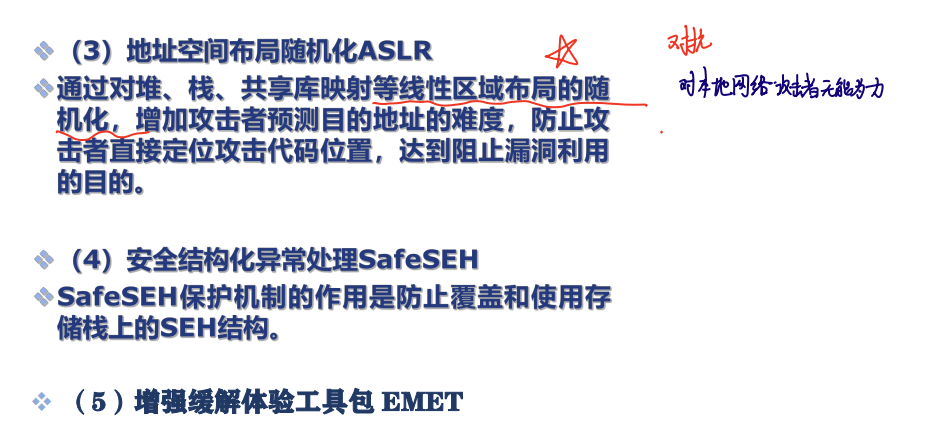 （3）地址空间布局随机化ASLR
对抗
通过对堆、栈、共享库映射等线性区域布局的随
对本地网络攻击者无能为力
机化，增加攻击者预测目的地址的难度，防止攻
击者直接定位攻击代码位置，达到阻止漏洞利用
的目的。
（4）安全结构化异常处理SafeSEH
SafeSEH保护机制的作用是防止覆盖和使用存
储栈上的SEH结构。
（5）增强缓解体验工具包 EMET